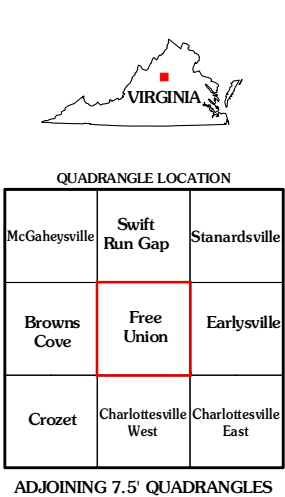 VIRGINIA
QUADRANGLE LOCATION
McGaheysville
Swift
Run Gap
Stanardsville
Browns
Cove
Free
Union
Earlysville
Crozet
Charlottesville
West
Charlottesville
East
ADJOINING 7.5' QUADRANGLES